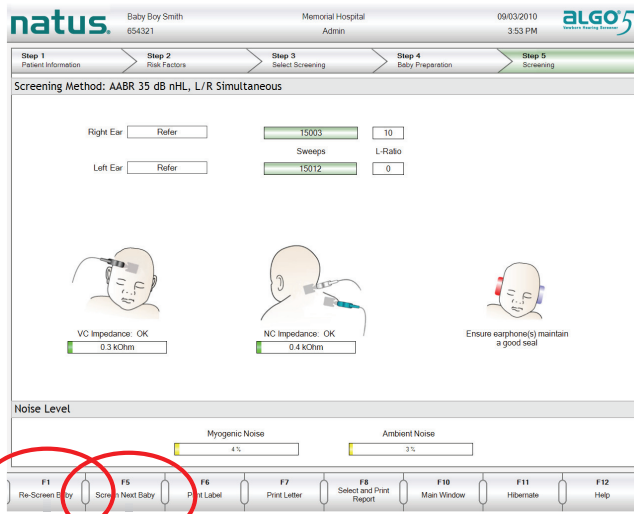 natus.
Baby Boy Smith
654321
Memorial Hospital
Admin
09/03/2010
3:53 PM
ALGO 5
Newborn Hearing Screener
Step 1
Patient Information
Step 2
Risk Factors
Step 3
Select Screening
Step 4
Baby Preparation
Step 5
Screening
Screening Method: AABR 35 dB nHL, L/R Simultaneous
Right Ear Refer 15003 10
Sweeps L-Ratio
Left Ear Refer 15012 0
VC Impedance: OK
0.3 kOhm
NC Impedance: OK
0.4 kOhm
Ensure earphone(s) maintain
a good seal
Noise Level
Myogenic Noise
4 %
Ambient Noise
3 %
F1
Re-Screen Baby
F5
Screen Next Baby
F6
Print Label
F7
Print Letter
F8
Select and Print
Report
F10
Main Window
F11
Hibernate
F12
Help